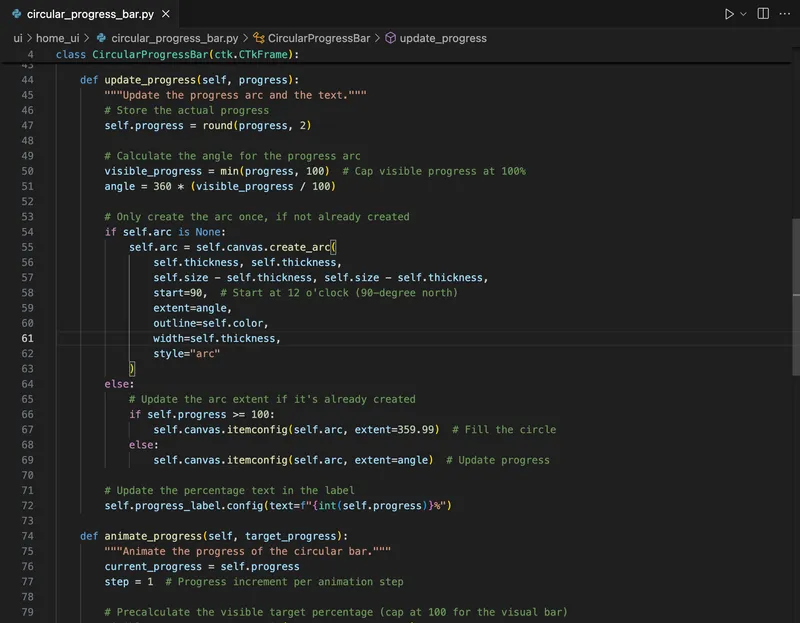 circular_progress_bar.py
ui > home_ui > circular_progress_bar.py > CircularProgressBar > update_progress
4 class CircularProgressBar(ctk.CTkFrame):
43
44 def update_progress(self, progress):
45 """Update the progress arc and the text."""
46 # Store the actual progress
47 self.progress = round(progress, 2)
48
49 # Calculate the angle for the progress arc
50 visible_progress = min(progress, 100)  # Cap visible progress at 100%
51 angle = 360 * (visible_progress / 100)
52
53 # Only create the arc once, if not already created
54 if self.arc is None:
55 self.arc = self.canvas.create_arc(
56 self.thickness, self.thickness,
57 self.size - self.thickness, self.size - self.thickness,
58 start=90,  # Start at 12 o'clock (90-degree north)
59 extent=angle,
60 outline=self.color,
61 width=self.thickness,
62 style="arc"
63 )
64 else:
65 # Update the arc extent if it's already created
66 if self.progress >= 100:
67 self.canvas.itemconfig(self.arc, extent=359.99)  # Fill the circle
68 else:
69 self.canvas.itemconfig(self.arc, extent=angle)  # Update progress
70
71 # Update the percentage text in the label
72 self.progress_label.config(text=f"{int(self.progress)}%")
73
74 def animate_progress(self, target_progress):
75 """Animate the progress of the circular bar."""
76 current_progress = self.progress
77 step = 1  # Progress increment per animation step
78
79 # Precalculate the visible target percentage (cap at 100 for the visual bar)